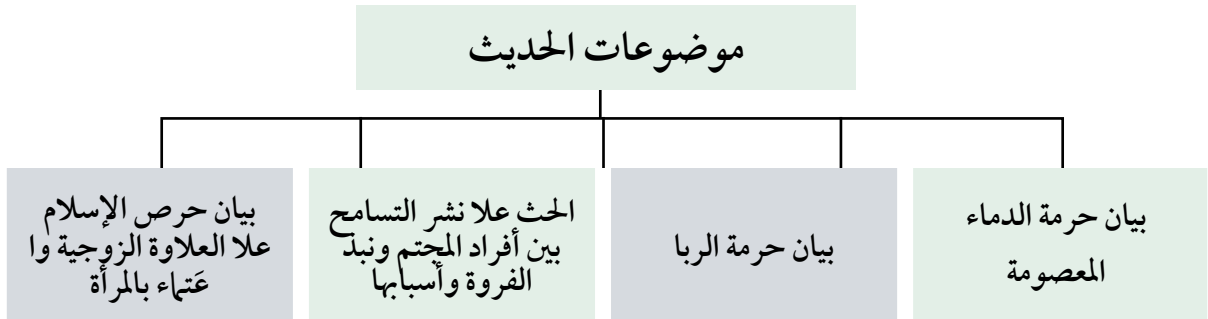 موضوعات الحديث
بيان حرمة الدماء
المعصومة
بيان حرمة الربا
الحث علا نشر التسامح
بين أفراد المجتم ونبذ
الفروة وأسبابها
بيان حرص الإسلام
علا العلاوة الزوجية وا
عَتماء بالمرأة